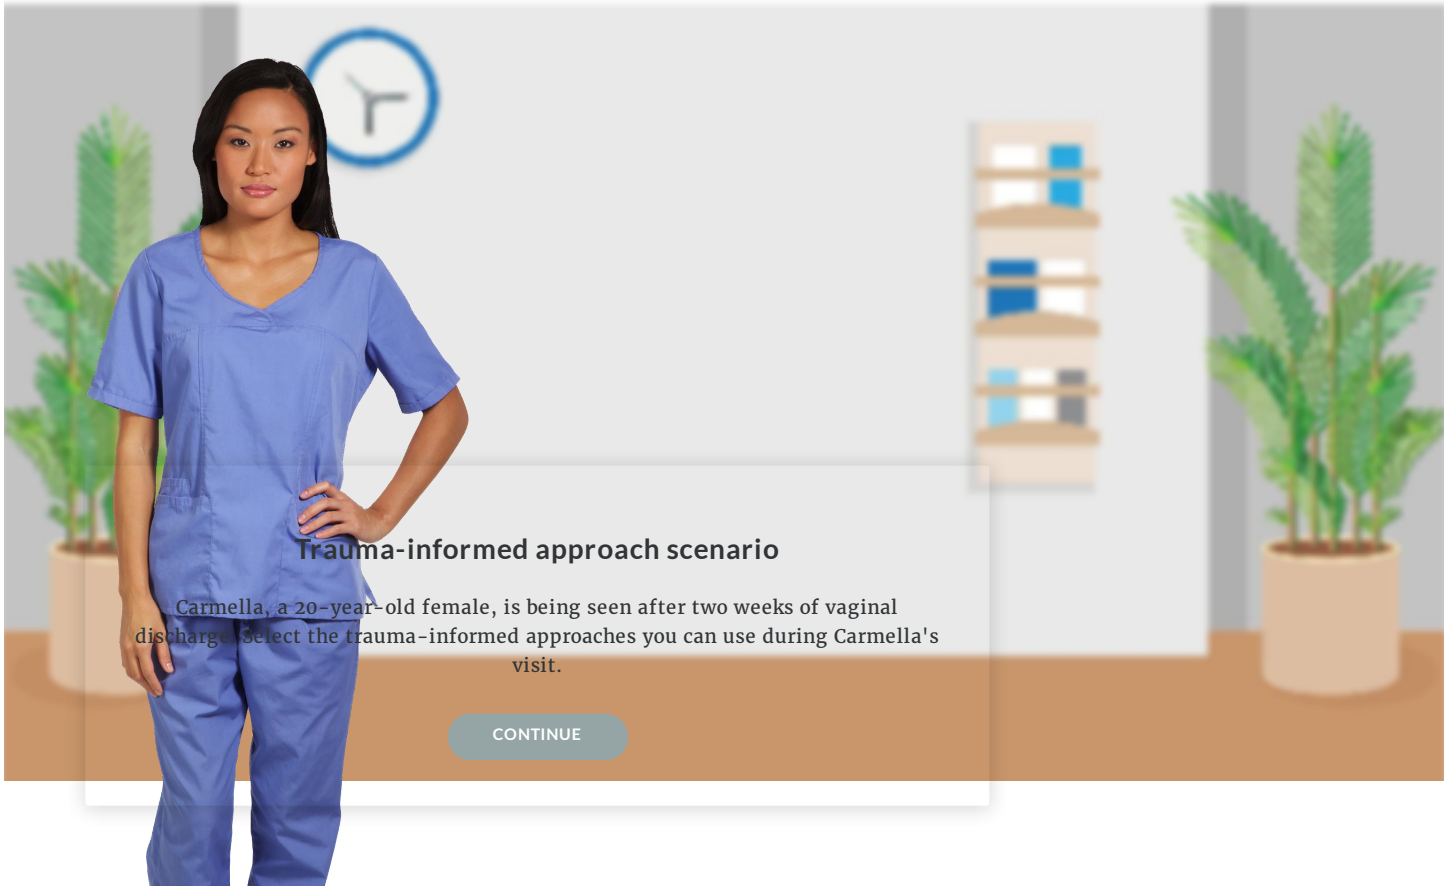 Trauma-informed approach scenario
Carmella, a 20-year-old female, is being seen after two weeks of vaginal
discharge. Select the trauma-informed approaches you can use during Carmella's
visit.
CONTINUE